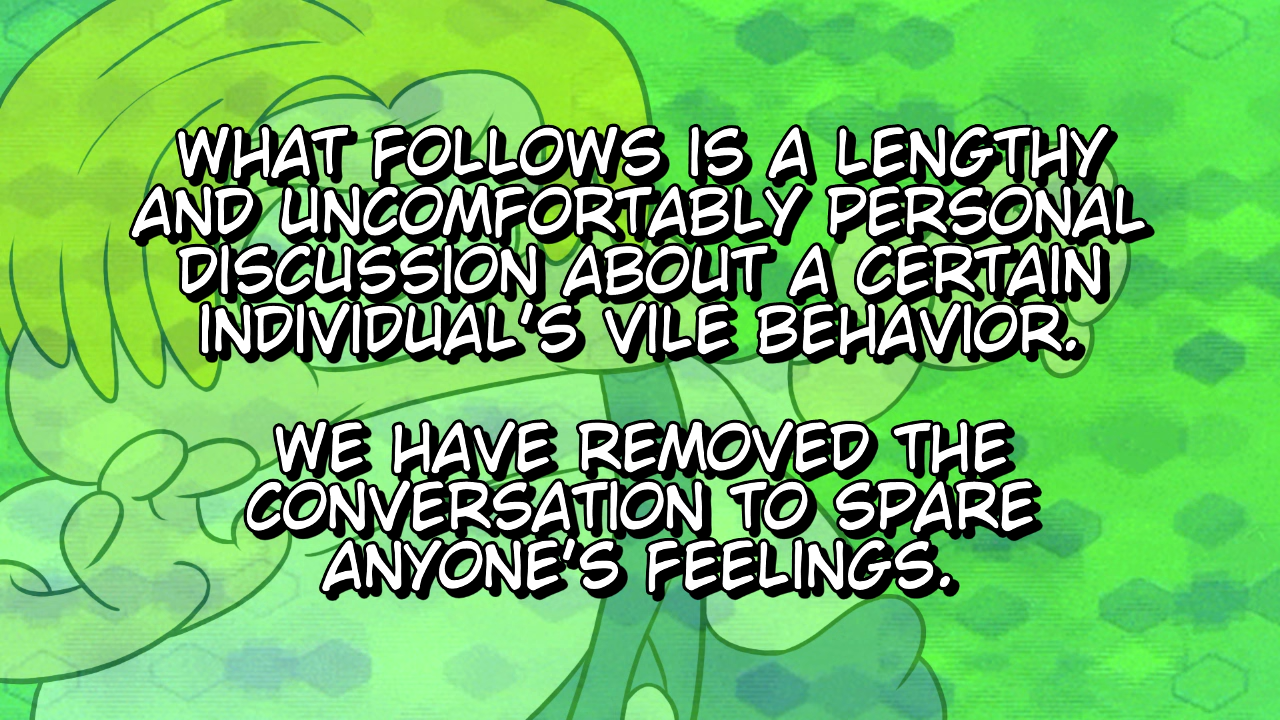 WHAT FOLLOWS IS A LENGTHY
AND UNCOMFORTABLY PERSONAL
DISCUSSION ABOUT A CERTAIN
INDIVIDUAL'S VILE BEHAVIOR.
WE HAVE REMOVED THE
CONVERSATION TO SPARE
ANYONE'S FEELINGS.